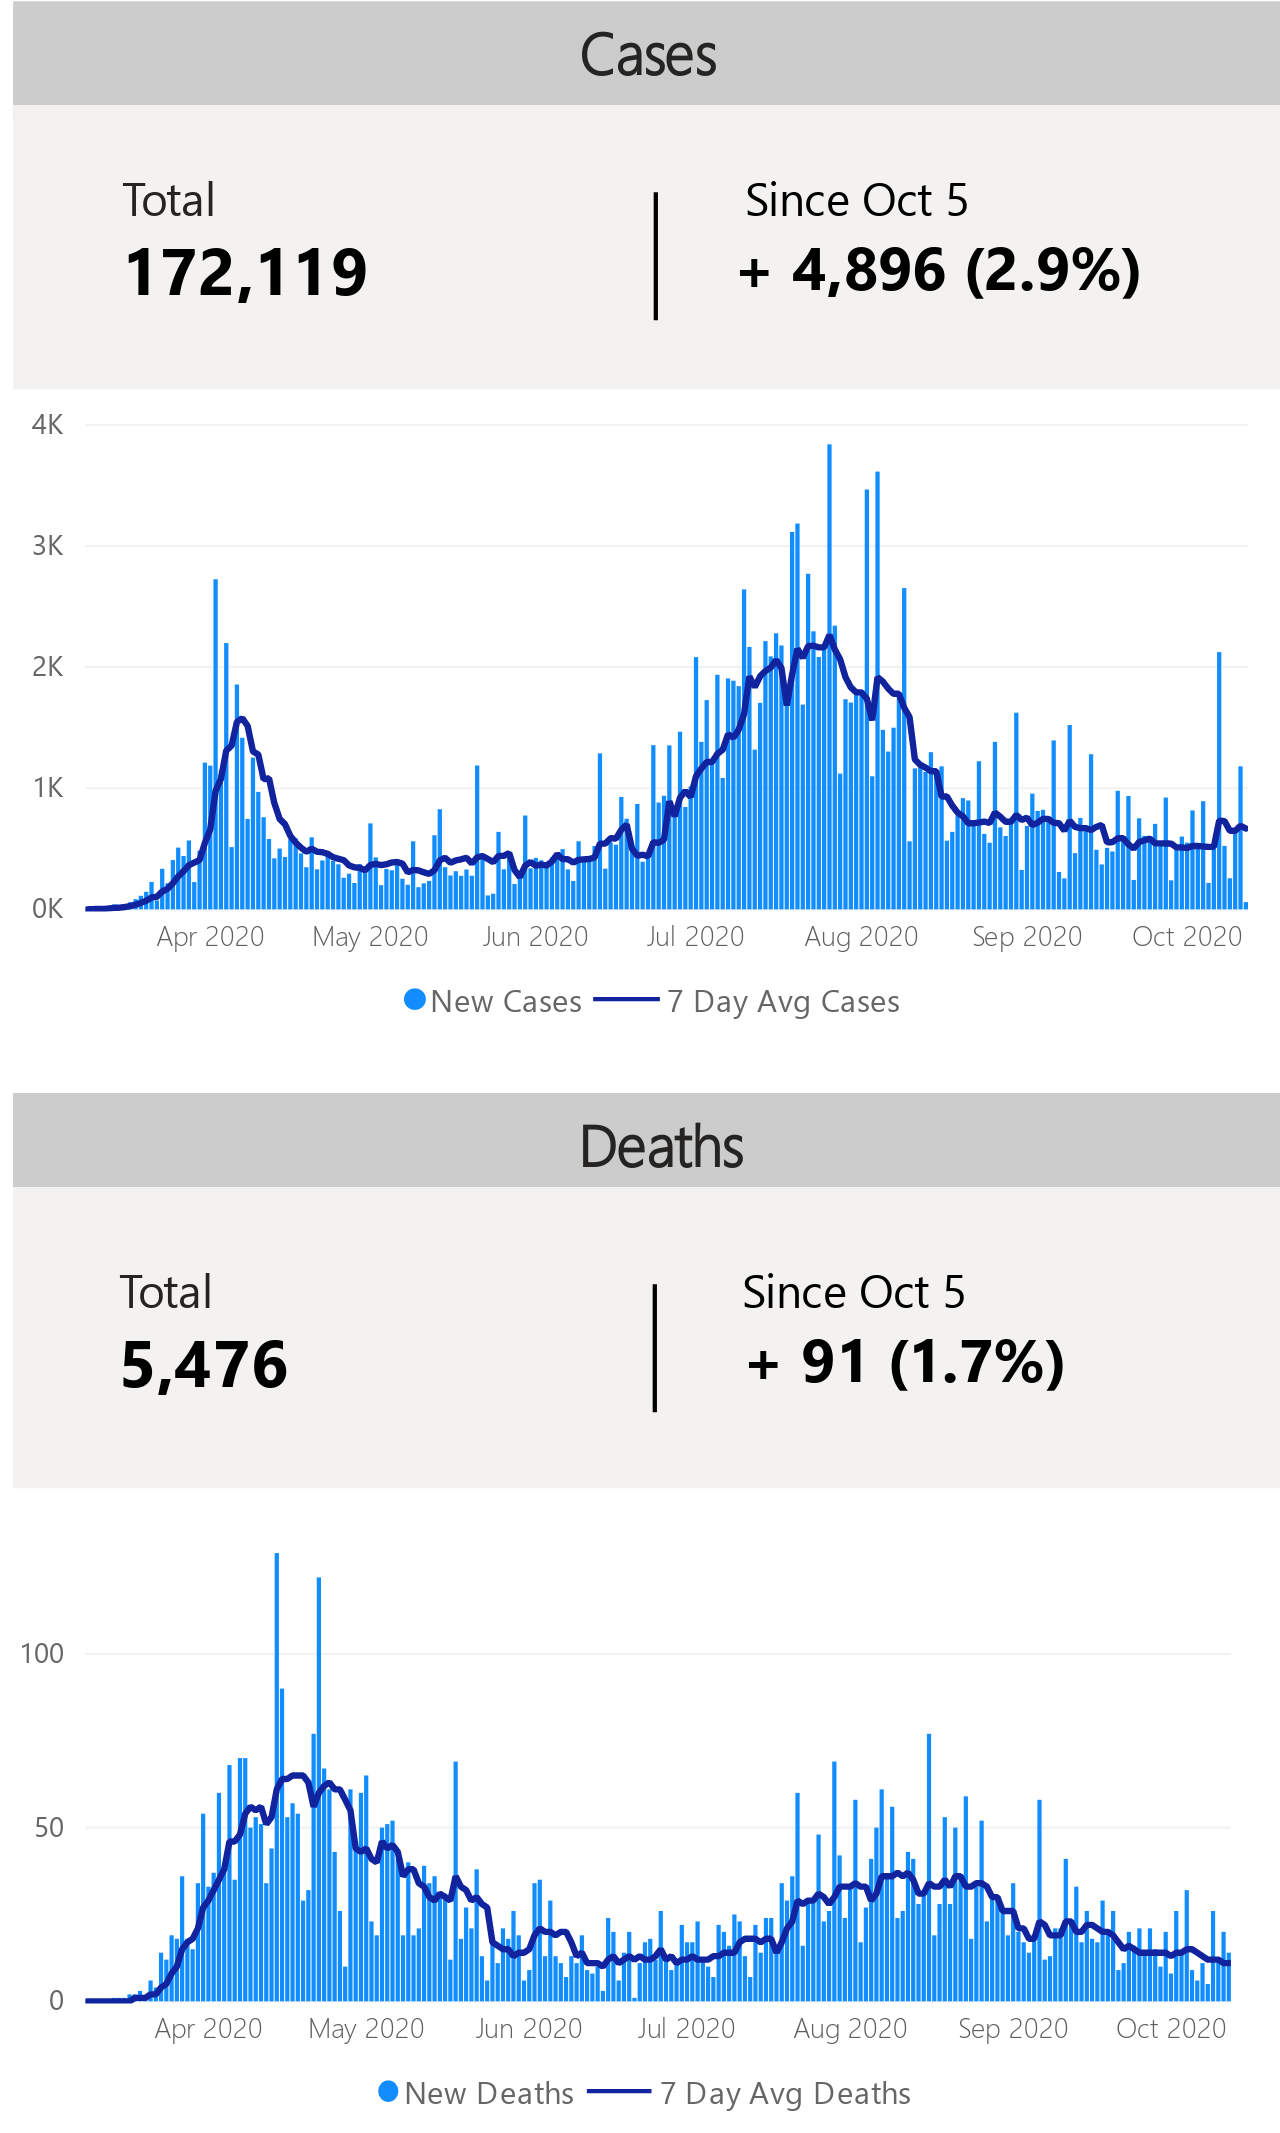 Cases
Total
Since Oct 5
172,119
+ 4,896 (2.9%)
4K
3K
2K
1K
0K
Apr 2020 May 2020 Jun 2020 Jul 2020 Aug 2020 Sep 2020 Oct 2020
New Cases 7 Day Avg Cases
Deaths
Total
Since Oct 5
5,476
+ 91 (1.7%)
100
50
0
Apr 2020 May 2020 Jun 2020 Jul 2020 Aug 2020 Sep 2020 Oct 2020
New Deaths 7 Day Avg Deaths